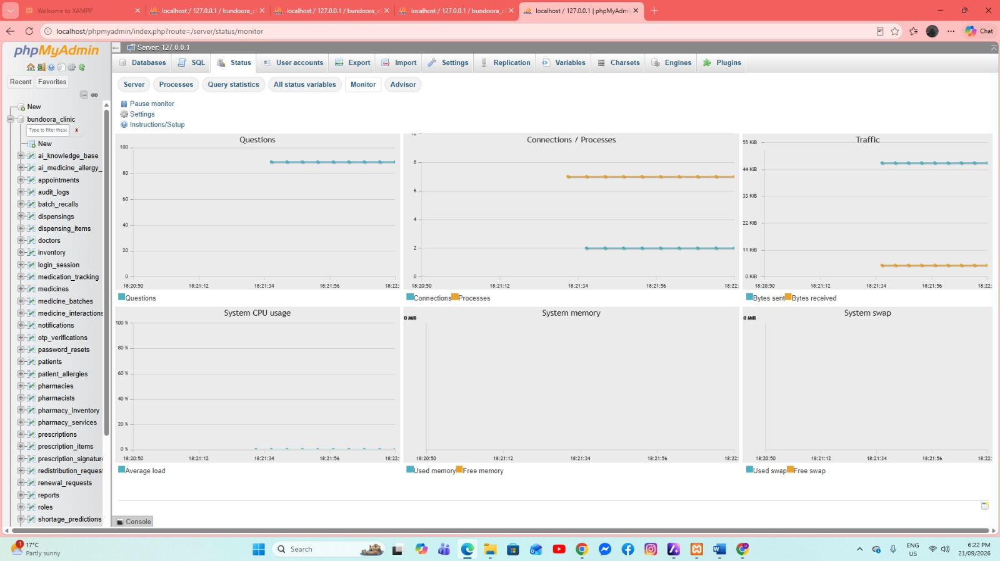 Welcome to XAMPP
localhost / 127.0.0.1 / bundoora_c
localhost / 127.0.0.1 / bundoora_c
localhost / 127.0.0.1 / bundoora_c
localhost / 127.0.0.1 | phpMyAdmi
localhost/phpmyadmin/index.php?route=/server/status/monitor
Chat
phpMyAdmin
Recent
Favorites
New
bundoora_clinic
Type to filter these
x
New
ai_knowledge_base
ai_medicine_allergy_
appointments
audit_logs
batch_recalls
dispensings
dispensing_items
doctors
inventory
login_session
medication_tracking
medicines
medicine_batches
medicine_interactions
notifications
otp_verifications
password_resets
patients
patient_allergies
pharmacies
pharmacists
pharmacy_inventory
pharmacy_services
prescriptions
prescription_items
prescription_signature
redistribution_request
renewal_requests
reports
roles
shortage_predictions
Server: 127.0.0.1
Databases
SQL
Status
User accounts
Export
Import
Settings
Replication
Variables
Charsets
Engines
Plugins
Server
Processes
Query statistics
All status variables
Monitor
Advisor
Pause monitor
Settings
Instructions/Setup
Questions
100
80
60
40
20
0
18:20:50 18:21:12 18:21:34 18:21:56 18:22:
Questions
Connections / Processes
8
6
4
2
0
18:20:50 18:21:12 18:21:34 18:21:56 18:22:
Connections Processes
Traffic
55 KiB
44 KiB
33 KiB
22 KiB
11 KiB
0 KiB
18:20:50 18:21:12 18:21:34 18:21:56 18:22:
Bytes sent Bytes received
System CPU usage
100 %
80 %
60 %
40 %
20 %
0 %
18:20:50 18:21:12 18:21:34 18:21:56 18:22:
Average load
System memory
0 MiB
18:20:50 18:21:12 18:21:34 18:21:56 18:22:
Used memory Free memory
System swap
0 MiB
18:20:50 18:21:12 18:21:34 18:21:56 18:22:
Used swap Free swap
Console
1
17°C
Partly sunny
Search
ENG
US
6:22 PM
21/09/2026